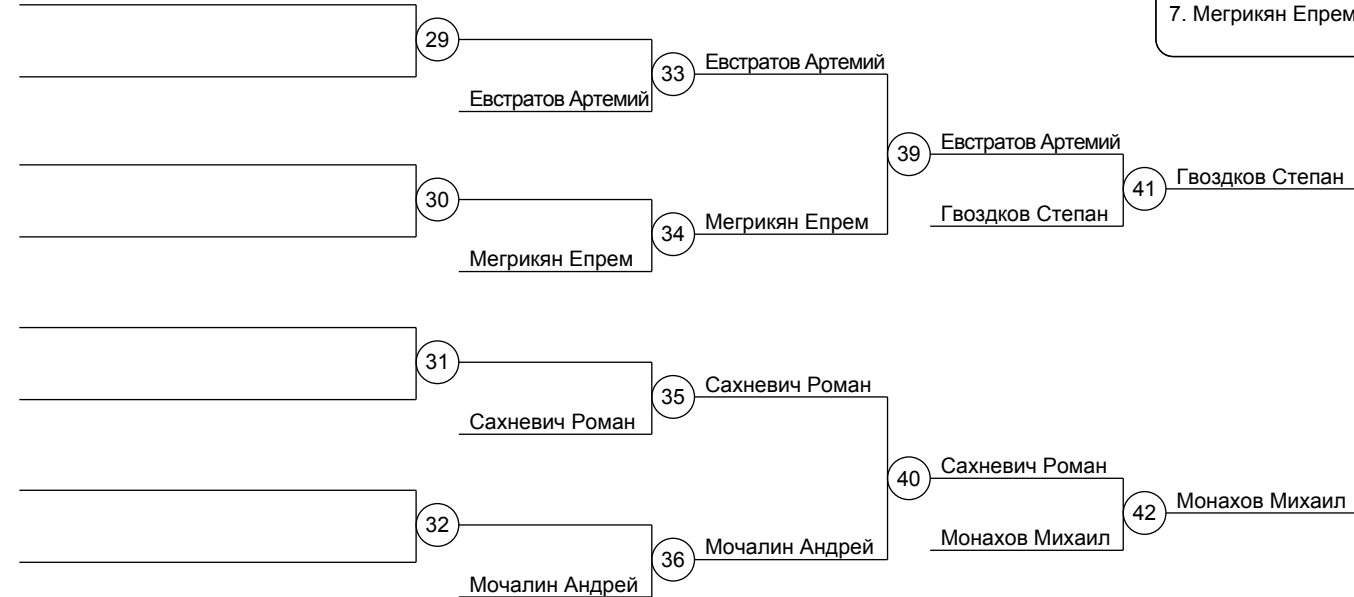 7. Мегрикян Епрем
29
33
Евстратов Артемий
Евстратов Артемий
39
Евстратов Артемий
41
Гвоздков Степан
30
34
Мегрикян Епрем
Гвоздков Степан
Мегрикян Епрем
31
35
Сахневич Роман
Сахневич Роман
40
Сахневич Роман
42
Монахов Михаил
32
36
Мочалин Андрей
Монахов Михаил
Мочалин Андрей